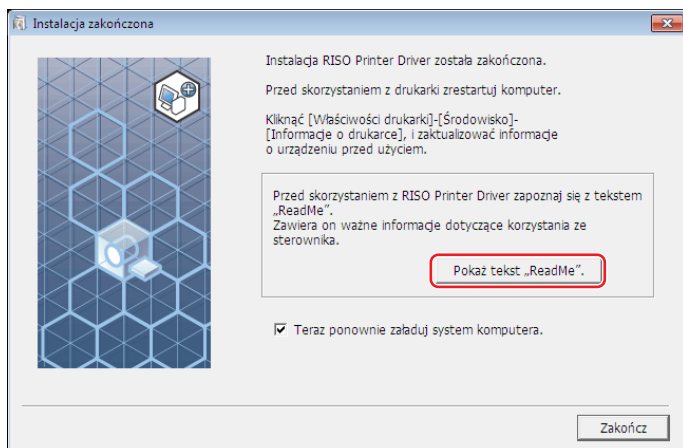 Instalacja zakończona
Instalacja RISO Printer Driver została zakończona.
Przed skorzystaniem z drukarki zrestartuj komputer.
Kliknąć [Właściwości drukarki]-[Środowisko]-
[Informacje o drukarce], i zaktualizować informacje
o urządzeniu przed użyciem.
Przed skorzystaniem z RISO Printer Driver zapoznaj się z tekstem
„ReadMe”.
Zawiera on ważne informacje dotyczące korzystania ze
sterownika.
Pokaż tekst „ReadMe”.
Teraz ponownie załaduj system komputera.
Zakończ